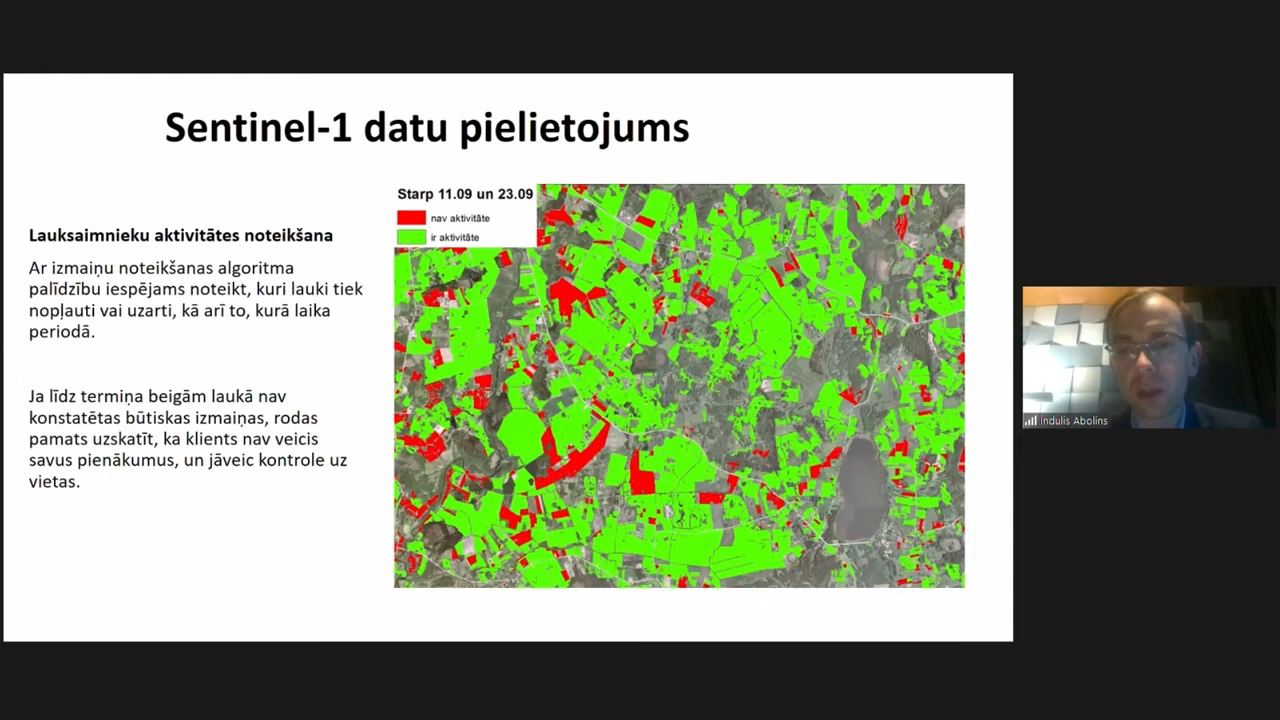 Sentinel-1 datu pielietojums
Starp 11.09 un 23.09
nav aktivitāte
ir aktivitāte
Lauksaimnieku aktivitātes noteikšana
Ar izmaiņu noteikšanas algoritma
palīdzību iespējams noteikt, kuri lauki tiek
nopļauti vai uzarti, kā arī to, kurā laika
periodā.
Ja līdz termiņa beigām laukā nav
konstatētas būtiskas izmaiņas, rodas
pamats uzskatīt, ka klients nav veicis
savus pienākumus, un jāveic kontrole uz
vietas.
Indulis Abolins